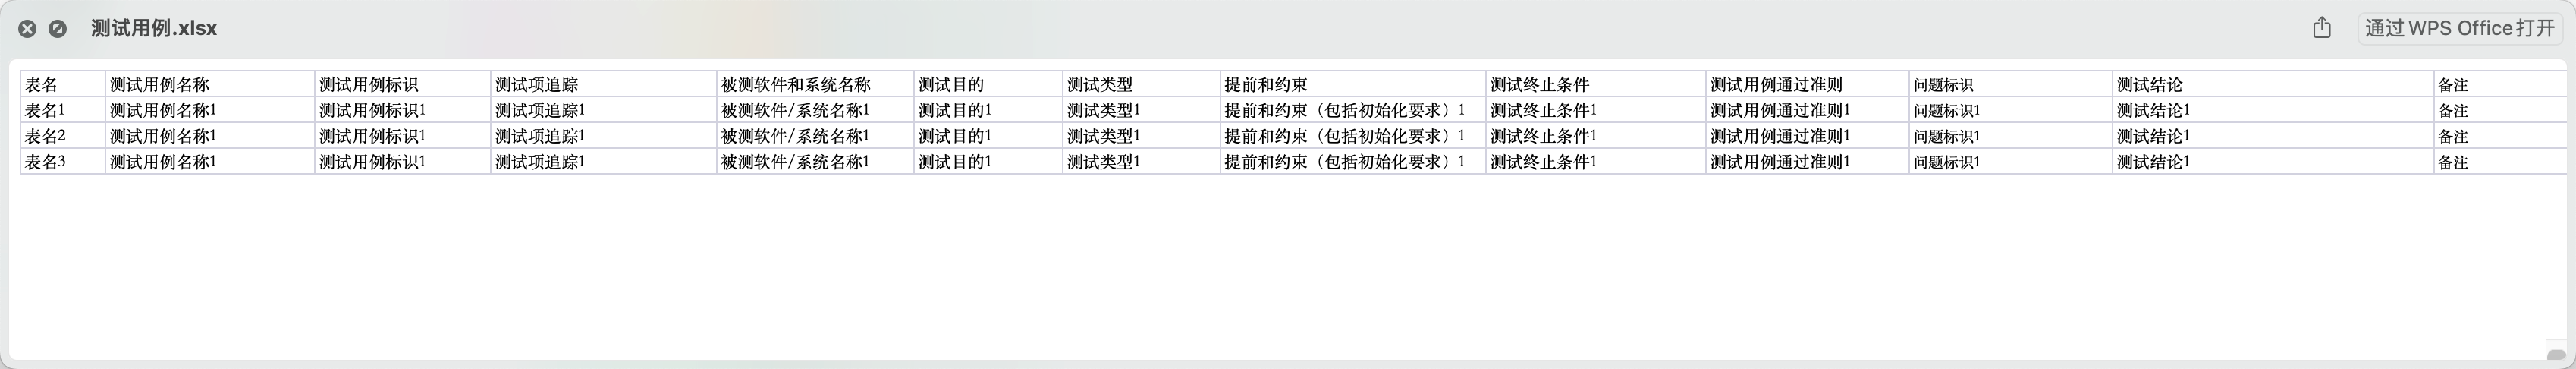 测试用例.xlsx
通过 WPS Office 打开
表名 测试用例名称 测试用例标识 测试项追踪 被测软件和系统名称 测试目的 测试类型 提前和约束 测试终止条件 测试用例通过准则 问题标识 测试结论 备注
表名1 测试用例名称1 测试用例标识1 测试项追踪1 被测软件/系统名称1 测试目的1 测试类型1 提前和约束（包括初始化要求）1 测试终止条件1 测试用例通过准则1 问题标识1 测试结论1 备注
表名2 测试用例名称1 测试用例标识1 测试项追踪1 被测软件/系统名称1 测试目的1 测试类型1 提前和约束（包括初始化要求）1 测试终止条件1 测试用例通过准则1 问题标识1 测试结论1 备注
表名3 测试用例名称1 测试用例标识1 测试项追踪1 被测软件/系统名称1 测试目的1 测试类型1 提前和约束（包括初始化要求）1 测试终止条件1 测试用例通过准则1 问题标识1 测试结论1 备注